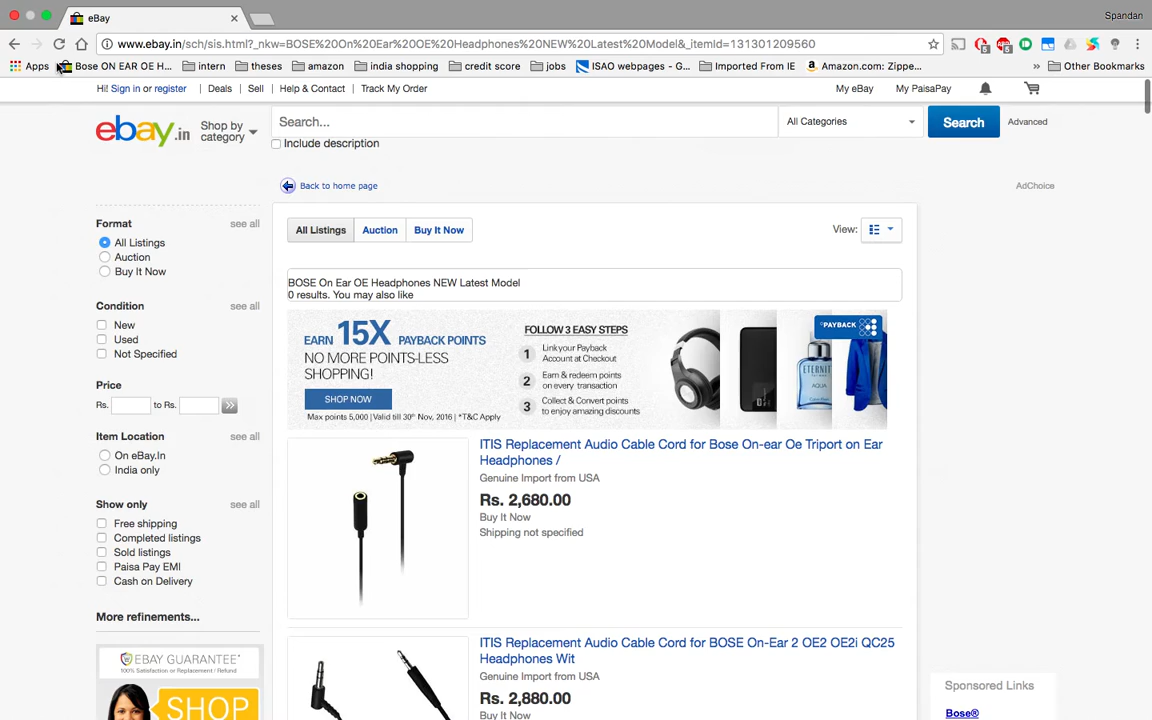 eBay
Spandan
www.ebay.in/sch/sis.html?_nkw=BOSE%20On%20Ear%20OE%20Headphones%20NEW%20Latest%20Model&_itemId=131301209560
Apps Bose ON EAR OE H... intern theses amazon india shopping credit score jobs ISAO webpages - G... Imported From IE Amazon.com: Zippe... » Other Bookmarks
Hi! Sign in or register Deals Sell Help & Contact Track My Order My eBay My PaisaPay
ebay.in Shop by category Search... All Categories Search Advanced
Include description
Back to home page AdChoice
Format see all
All Listings
Auction
Buy It Now
Condition see all
New
Used
Not Specified
Price
Rs. to Rs.
Item Location see all
On eBay.In
India only
Show only see all
Free shipping
Completed listings
Sold listings
Paisa Pay EMI
Cash on Delivery
More refinements...
EBAY GUARANTEE*
100% Satisfaction or Replacement / Refund
SHOP
All Listings Auction Buy It Now View:
BOSE On Ear OE Headphones NEW Latest Model
0 results. You may also like
EARN 15X PAYBACK POINTS
NO MORE POINTS-LESS
SHOPPING!
SHOP NOW
Max points 5,000 | Valid till 30th Nov, 2016 | *T&C Apply
FOLLOW 3 EASY STEPS
1 Link your Payback
Account at Checkout
2 Earn & redeem points
on every transaction
3 Collect & Convert points
to enjoy amazing discounts
PAYBACK
ETERNITY
AQUA
ITIS Replacement Audio Cable Cord for Bose On-ear Oe Triport on Ear
Headphones /
Genuine Import from USA
Rs. 2,680.00
Buy It Now
Shipping not specified
ITIS Replacement Audio Cable Cord for BOSE On-Ear 2 OE2 OE2i QC25
Headphones Wit
Genuine Import from USA
Rs. 2,880.00
Buy It Now
Sponsored Links
Bose®